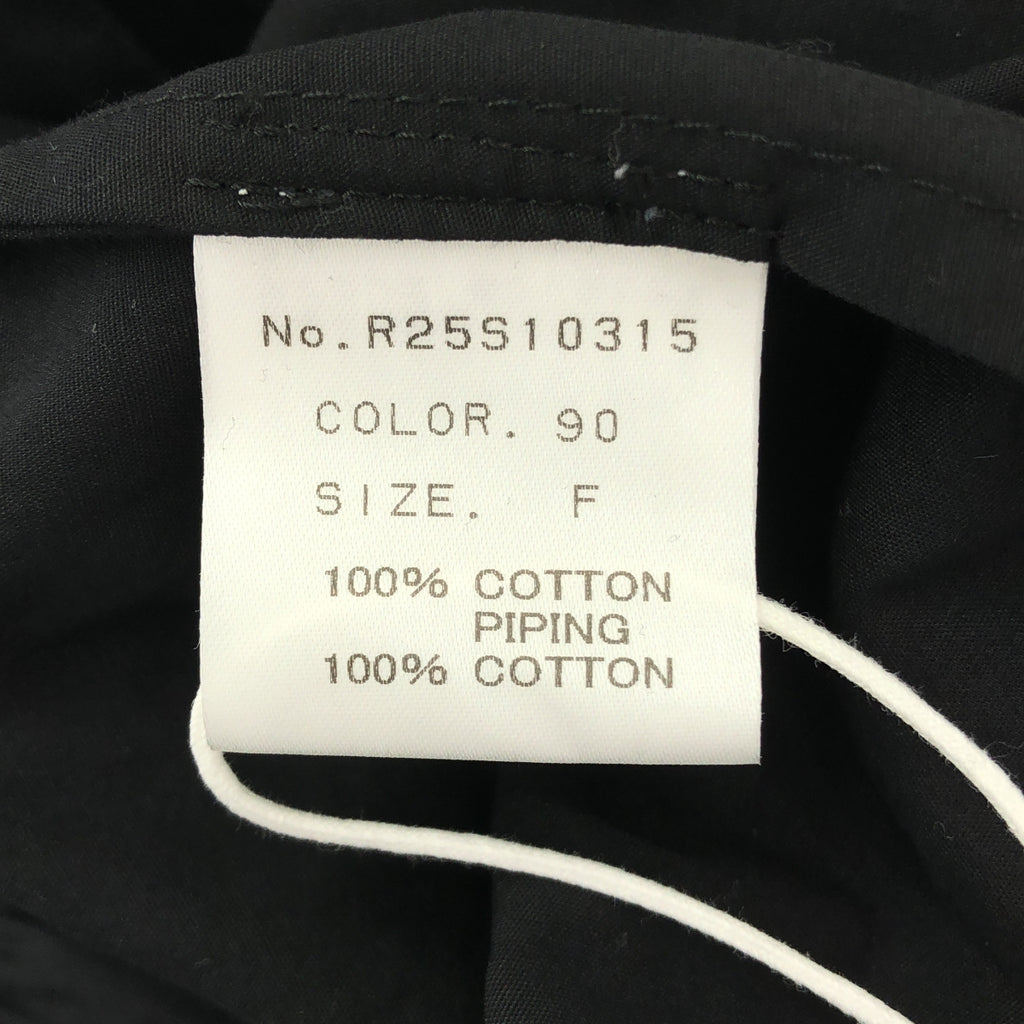 No.R25S10315
COLOR. 90
SIZE. F
100% COTTON
PIPING
100% COTTON